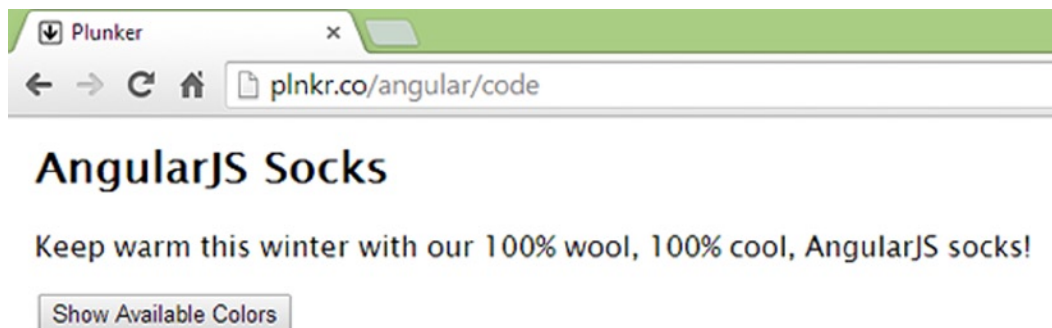 Plunker
plnkr.co/angular/code
AngularJS Socks
Keep warm this winter with our 100% wool, 100% cool, AngularJS socks!
Show Available Colors